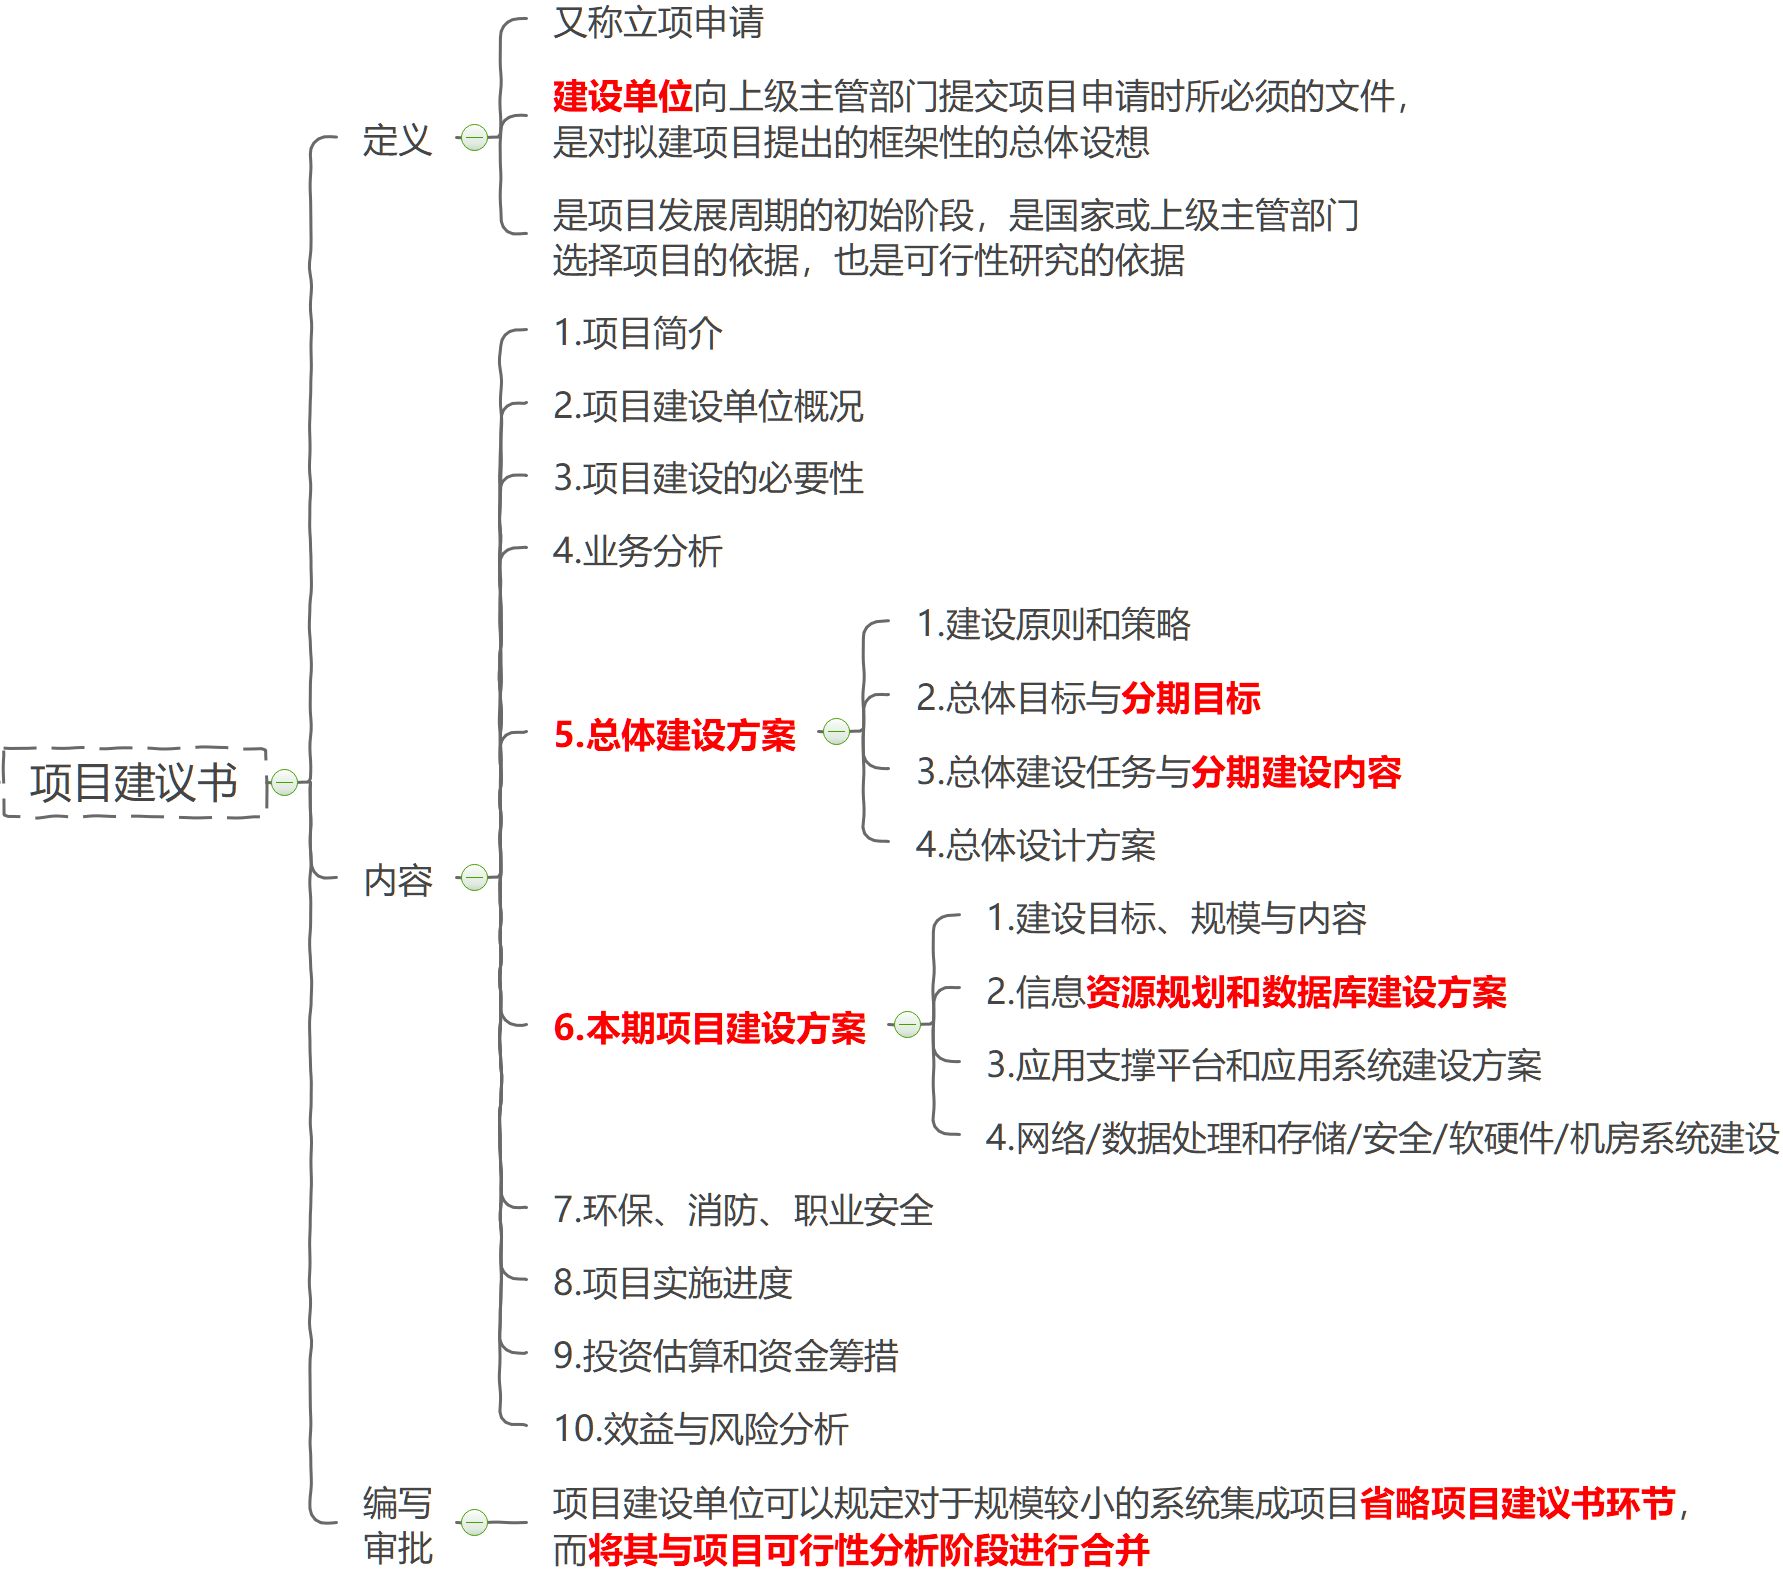 项目建议书
定义
又称立项申请
建设单位向上级主管部门提交项目申请时所必须的文件，
是对拟建项目提出的框架性的总体设想
是项目发展周期的初始阶段，是国家或上级主管部门
选择项目的依据，也是可行性研究的依据
内容
1.项目简介
2.项目建设单位概况
3.项目建设的必要性
4.业务分析
5.总体建设方案
1.建设原则和策略
2.总体目标与分期目标
3.总体建设任务与分期建设内容
4.总体设计方案
6.本期项目建设方案
1.建设目标、规模与内容
2.信息资源规划和数据库建设方案
3.应用支撑平台和应用系统建设方案
4.网络/数据处理和存储/安全/软硬件/机房系统建设
7.环保、消防、职业安全
8.项目实施进度
9.投资估算和资金筹措
10.效益与风险分析
编写
审批
项目建设单位可以规定对于规模较小的系统集成项目省略项目建议书环节，
而将其与项目可行性分析阶段进行合并